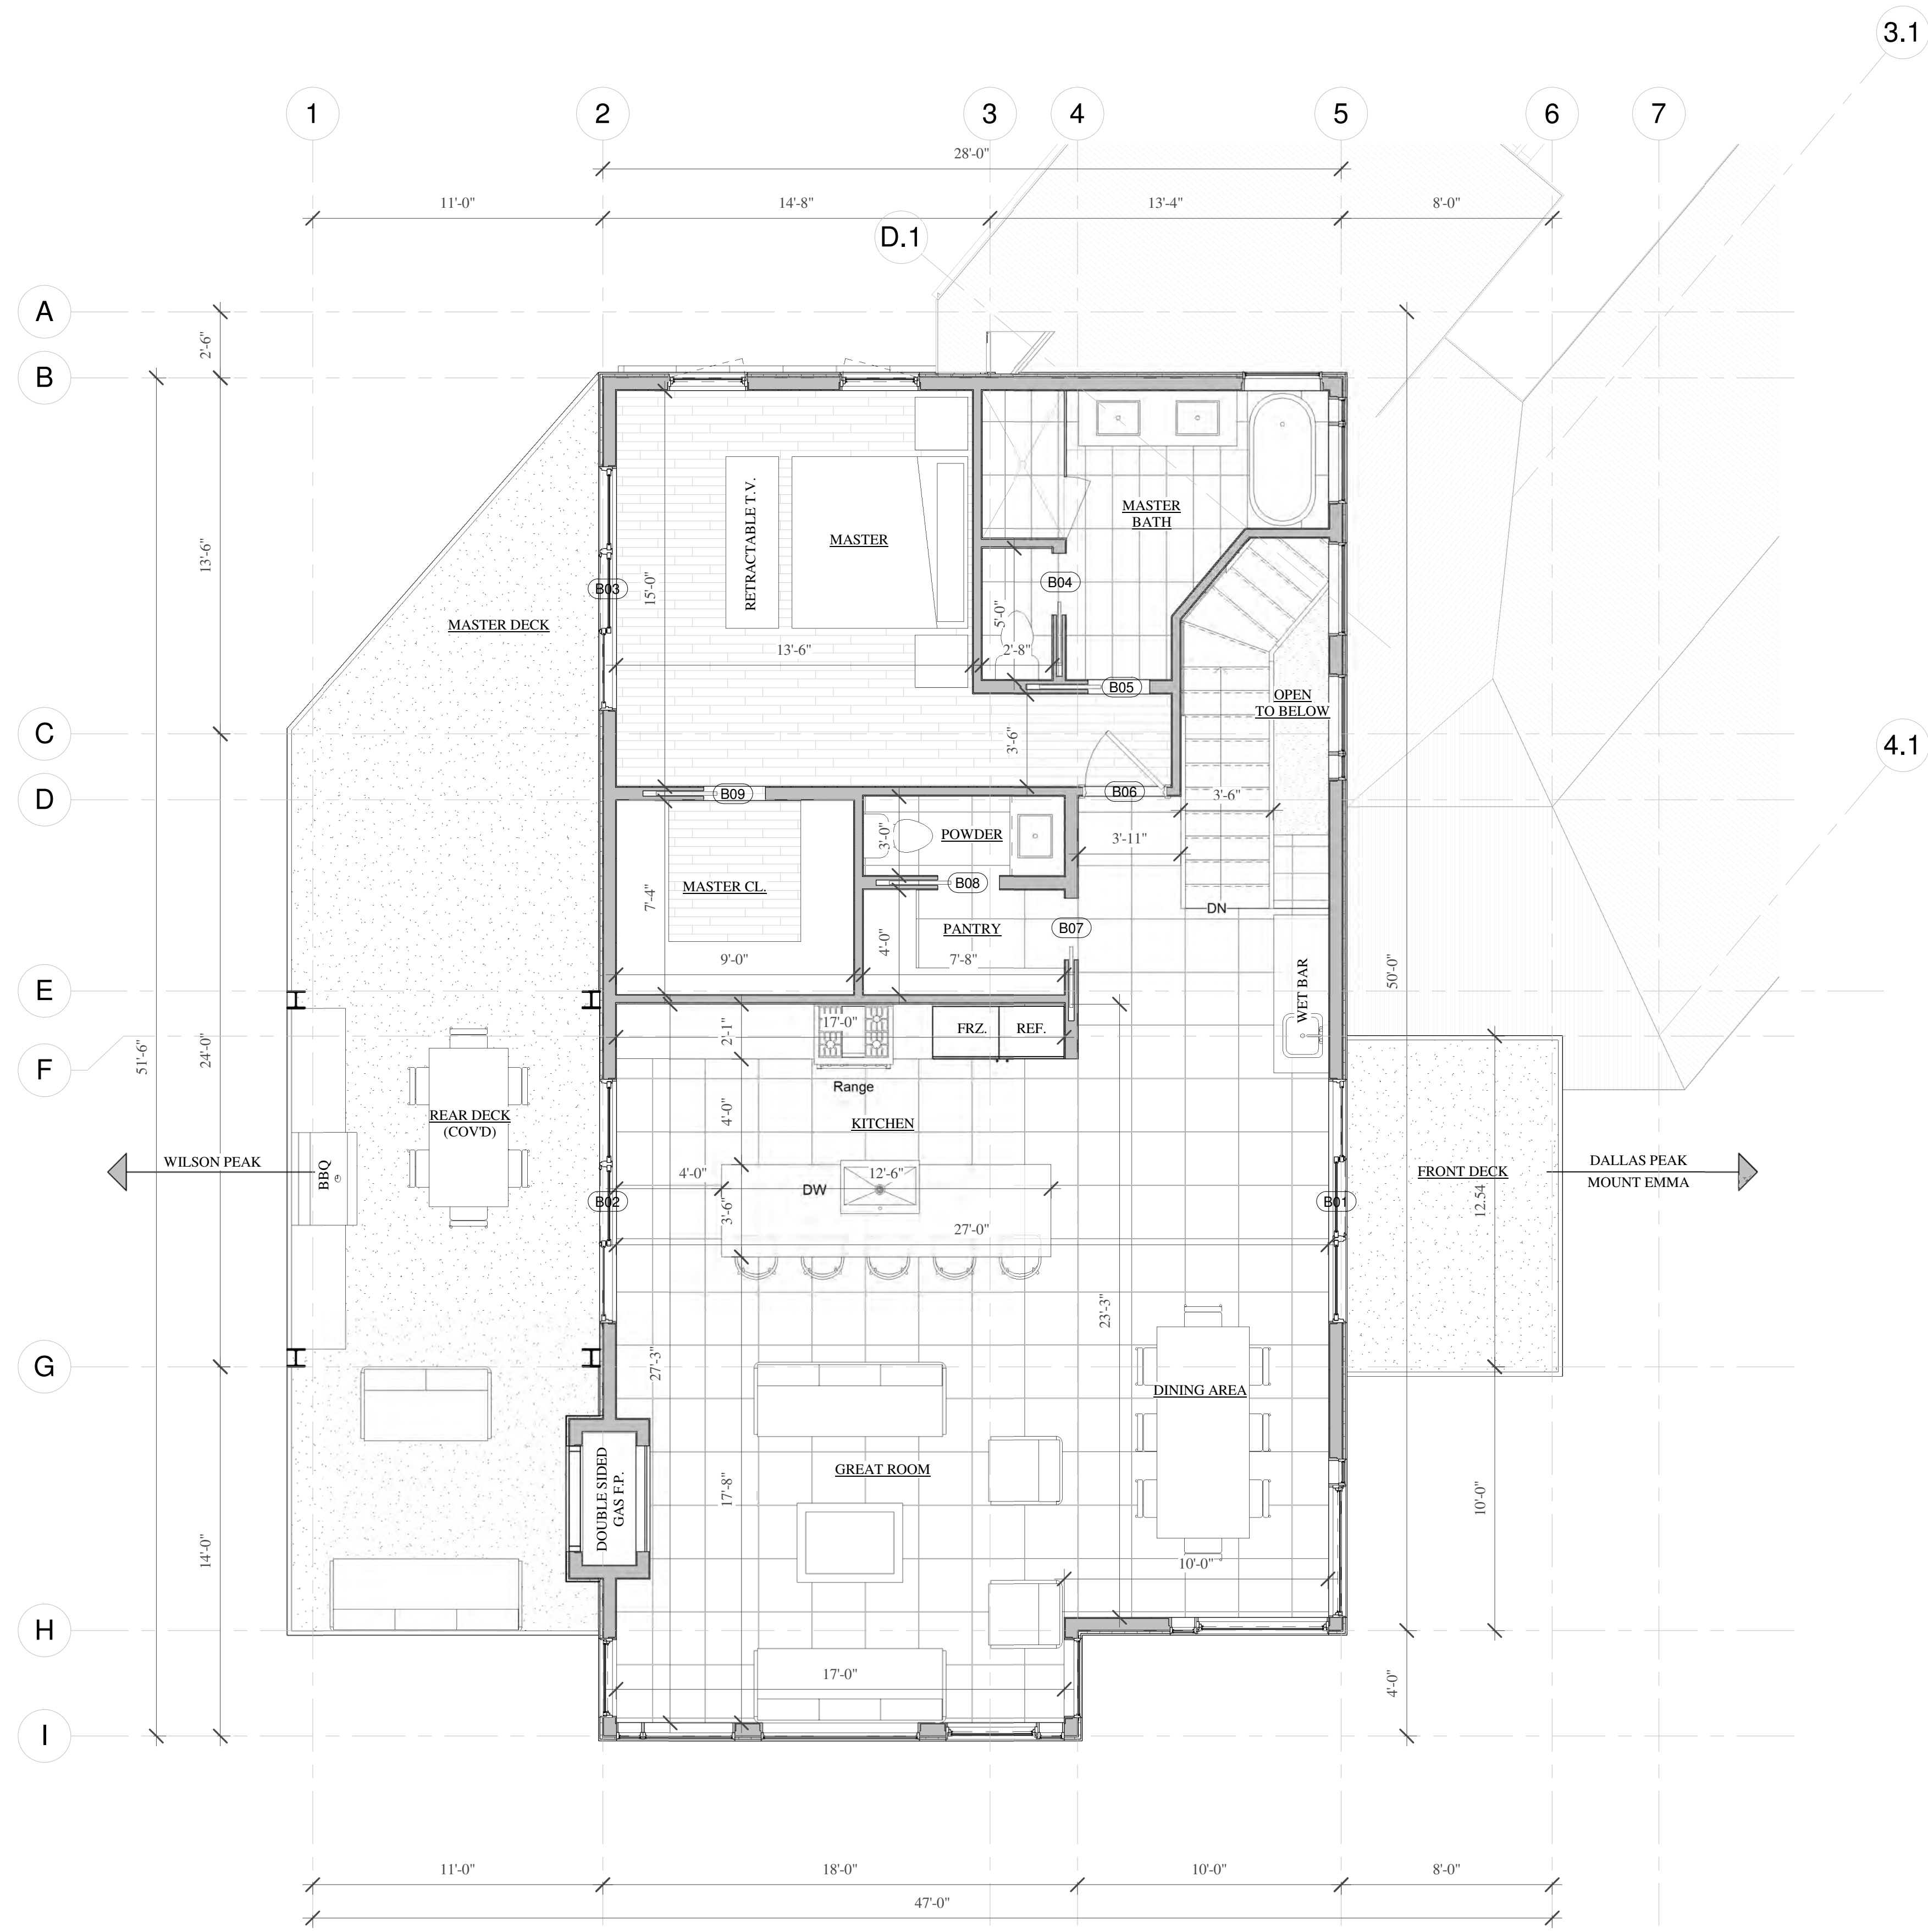 3.1
1
2
3
4
5
6
7
28'-0"
11'-0"
14'-8"
13'-4"
8'-0"
D.1
A
2'-6"
B
13'-6"
MASTER DECK
B03
15'-0"
RETRACTABLE T.V.
MASTER
13'-6"
MASTER
BATH
B04
5'-0"
2'-8"
B05
OPEN
TO BELOW
3'-6"
C
4.1
D
B09
B06
3'-6"
3'-11"
POWDER
3'-0"
MASTER CL.
7'-4"
B08
DN
PANTRY
B07
4'-0"
9'-0"
7'-8"
50'-0"
E
WET BAR
17'-0"
2'-1"
FRZ.
REF.
F
51'-6"
24'-0"
Range
REAR DECK
(COV'D)
4'-0"
KITCHEN
WILSON PEAK
BBQ
4'-0"
12'-6"
DW
3'-6"
27'-0"
B02
B01
FRONT DECK
12.54
DALLAS PEAK
MOUNT EMMA
23'-3"
27'-3"
G
DINING AREA
GREAT ROOM
DOUBLE SIDED
GAS F.P.
17'-8"
10'-0"
14'-0"
10'-0"
H
17'-0"
4'-0"
I
11'-0"
18'-0"
10'-0"
8'-0"
47'-0"